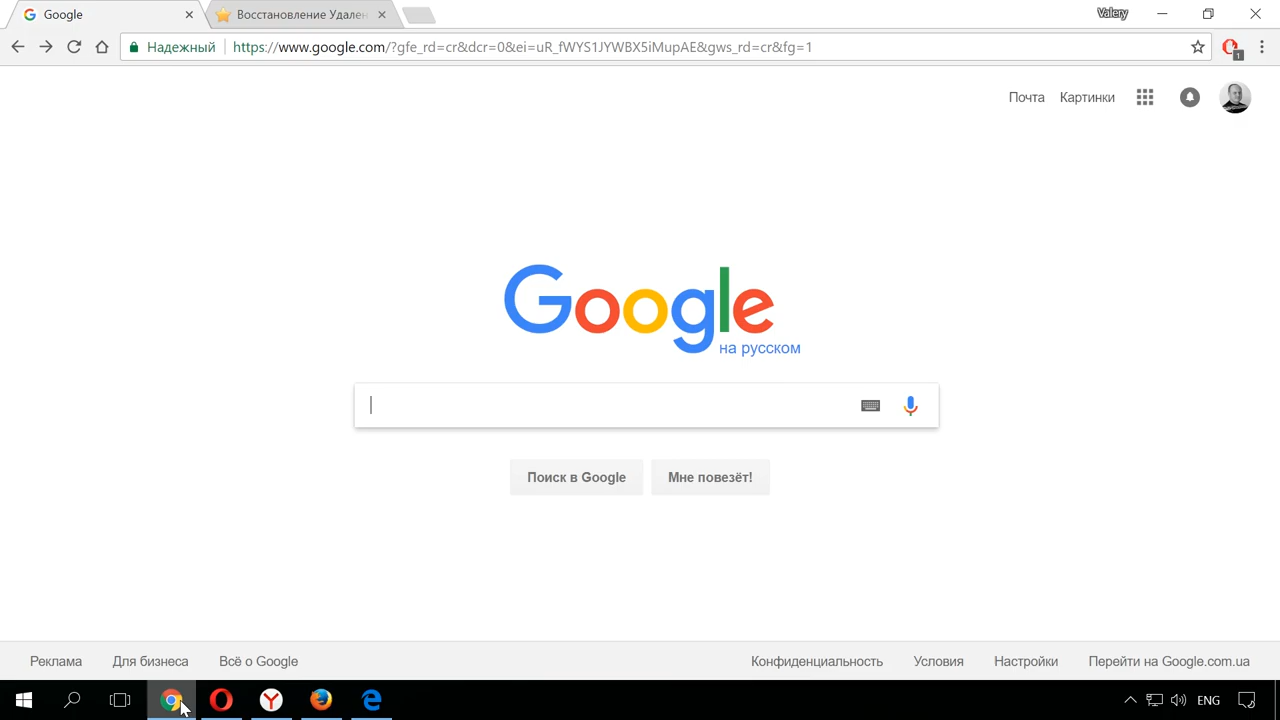 Google
Восстановление Удален
Valery
Надежный
https://www.google.com/?gfe_rd=cr&dcr=0&ei=uR_fWYS1JYWBX5iMupAE&gws_rd=cr&fg=1
1
Почта Картинки
Google
на русском
Поиск в Google Мне повезёт!
Реклама Для бизнеса Всё о Google Конфиденциальность Условия Настройки Перейти на Google.com.ua
ENG